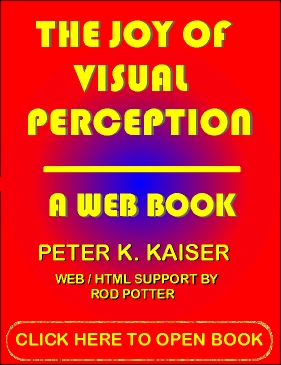 THE JOY OF
VISUAL
PERCEPTION
A WEB BOOK
PETER K. KAISER
WEB / HTML SUPPORT BY
ROD POTTER
CLICK HERE TO OPEN BOOK